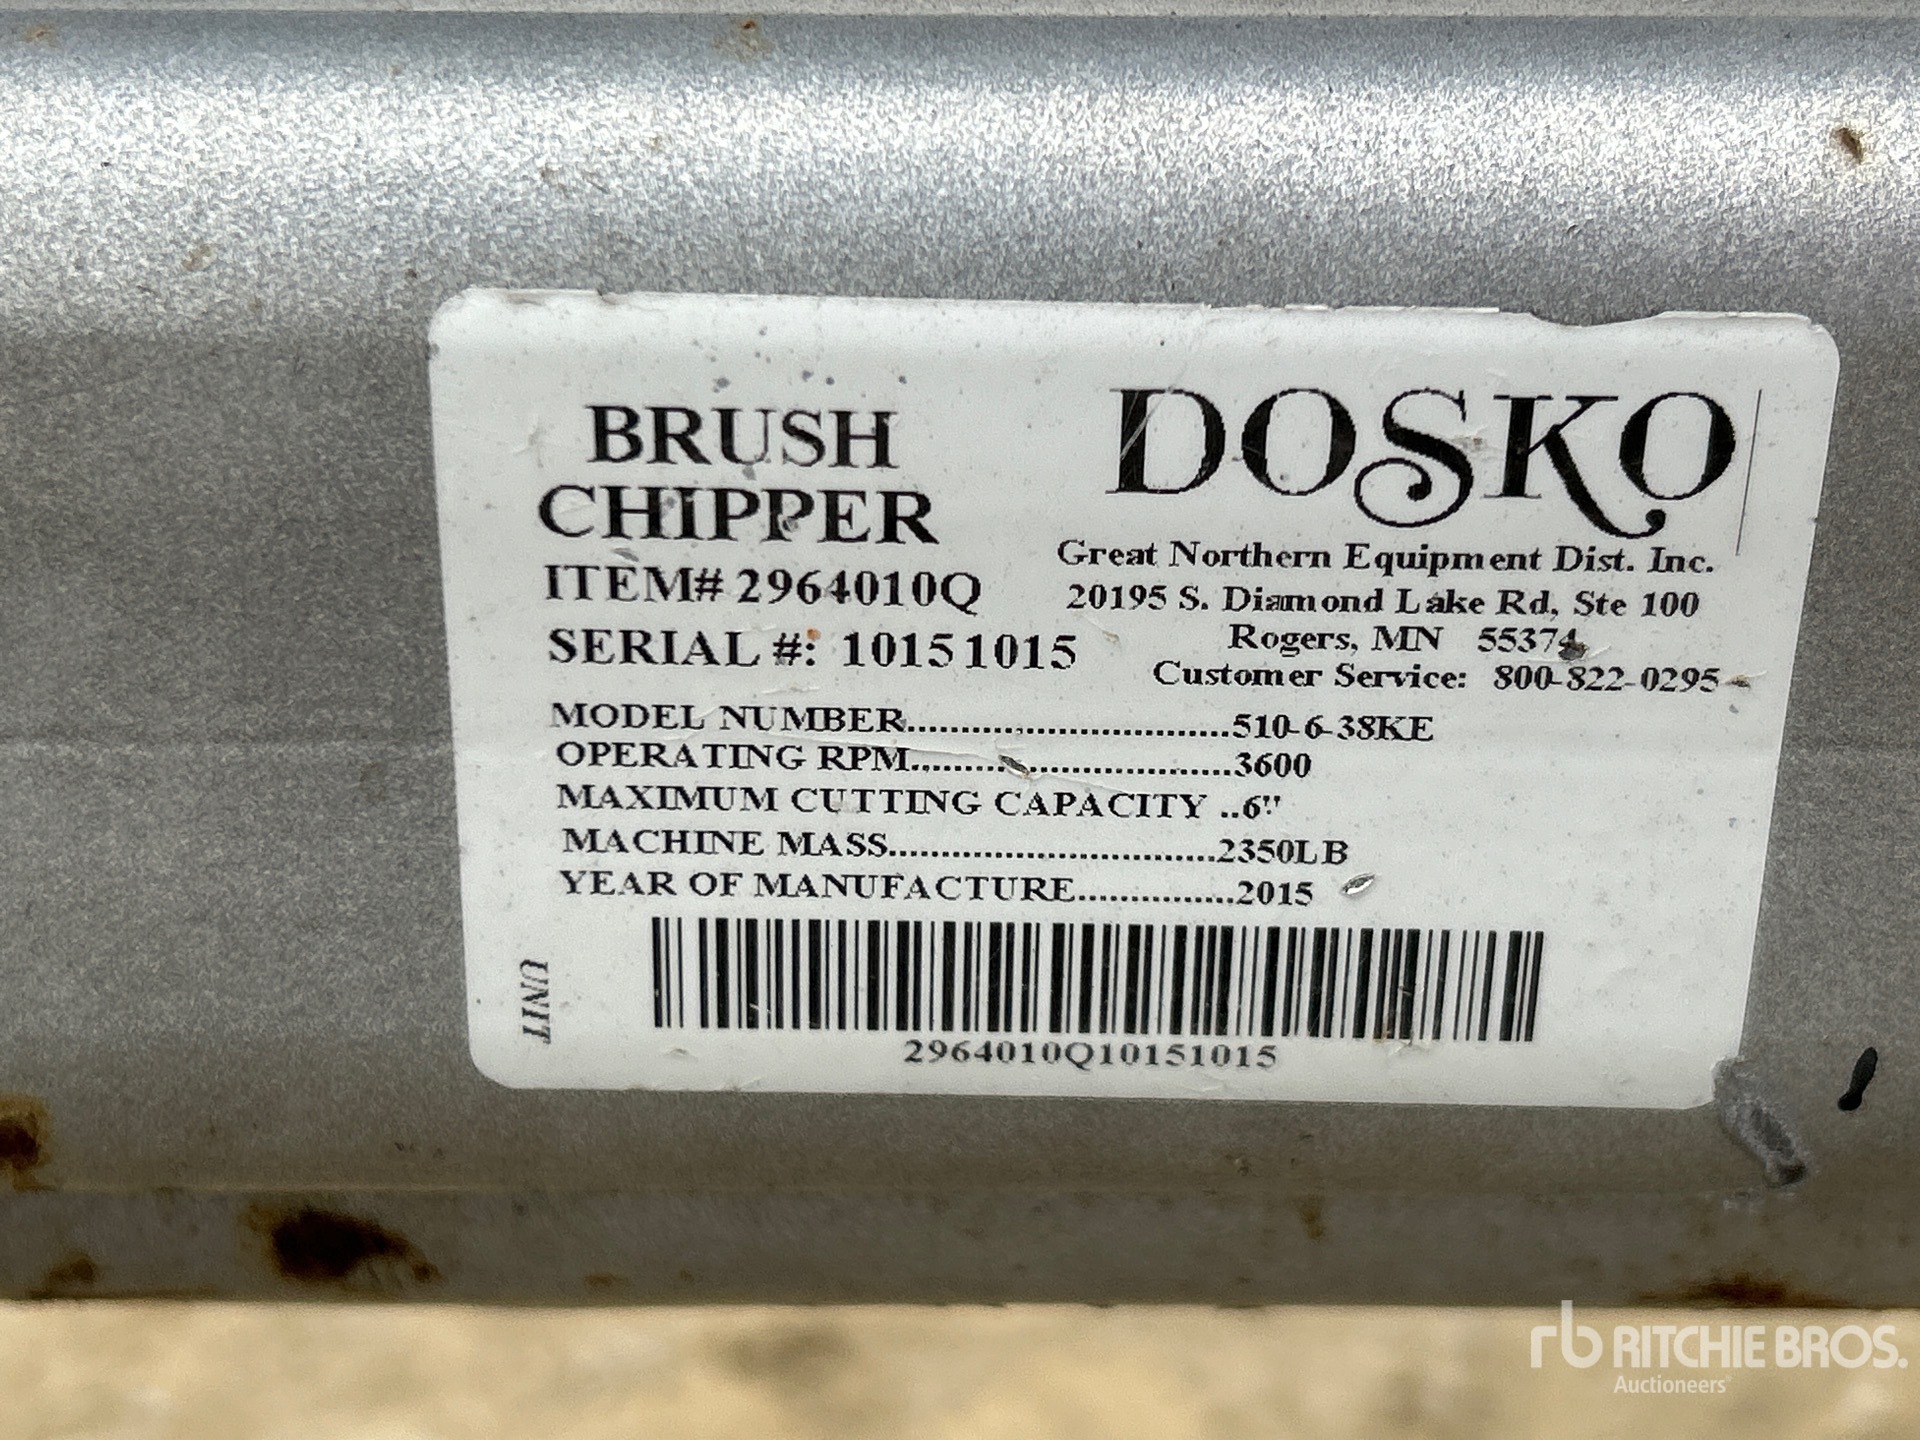 BRUSH
CHIPPER
ITEM# 2964010Q
SERIAL #: 10151015
DOSKO
Great Northern Equipment Dist. Inc.
20195 S. Diamond Lake Rd, Ste 100
Rogers, MN 55374
Customer Service: 800-822-0295
MODEL NUMBER...............................510-6-38KE
OPERATING RPM...............................3600
MAXIMUM CUTTING CAPACITY ..6"
MACHINE MASS................................2350LB
YEAR OF MANUFACTURE...............2015
UNIT
2964010Q10151015
rb RITCHIE BROS.
Auctioneers